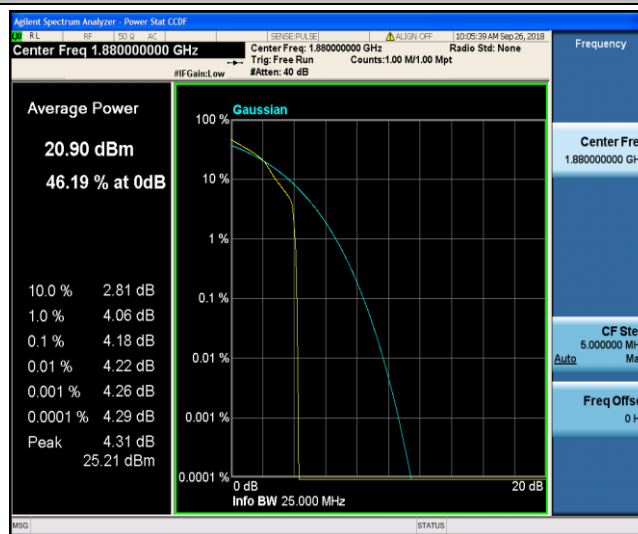 Agilent Spectrum Analyzer - Power Stat CCDF
RL RF 50 Ω AC SENSE:PULSE ALIGN OFF 10:05:39 AM Sep 26, 2018
Center Freq 1.880000000 GHz
Center Freq: 1.880000000 GHz Radio Std: None
Trig: Free Run Counts:1.00 M/1.00 Mpt
#IFGain:Low #Atten: 40 dB
Frequency
Average Power
20.90 dBm
46.19 % at 0dB
10.0 % 2.81 dB
1.0 % 4.06 dB
0.1 % 4.18 dB
0.01 % 4.22 dB
0.001 % 4.26 dB
0.0001 % 4.29 dB
Peak 4.31 dB
25.21 dBm
Gaussian
100 %
10 %
1 %
0.1 %
0.01 %
0.001 %
0.0001 %
0 dB 20 dB
Info BW 25.000 MHz
Center Fre
1.880000000 GH
CF Ste
5.000000 MH
Auto Ma
Freq Offse
0 H
MSG STATUS